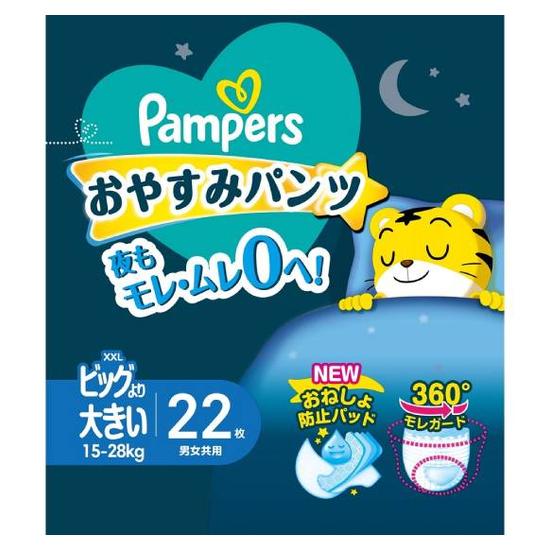 Pampers
おやすみパンツ
夜も
モレ・ムレ0へ!
XXL
ビッグより
大きい
15-28kg
22枚
男女共用
NEW
おねしょ
防止パッド
360°
モレガード